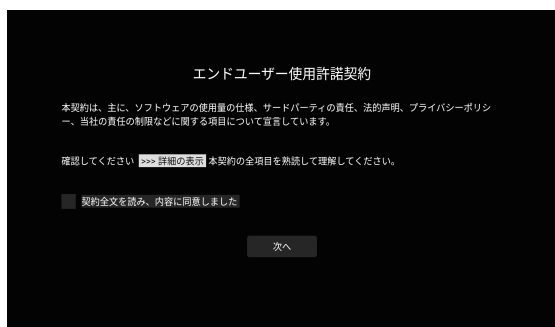 エンドユーザー使用許諾契約
本契約は、主に、ソフトウェアの使用量の仕様、サードパーティの責任、法的声明、プライバシーポリシ
ー、当社の責任の制限などに関する項目について宣言しています。
確認してください >>> 詳細の表示 本契約の全項目を熟読して理解してください。
契約全文を読み、内容に同意しました
次へ